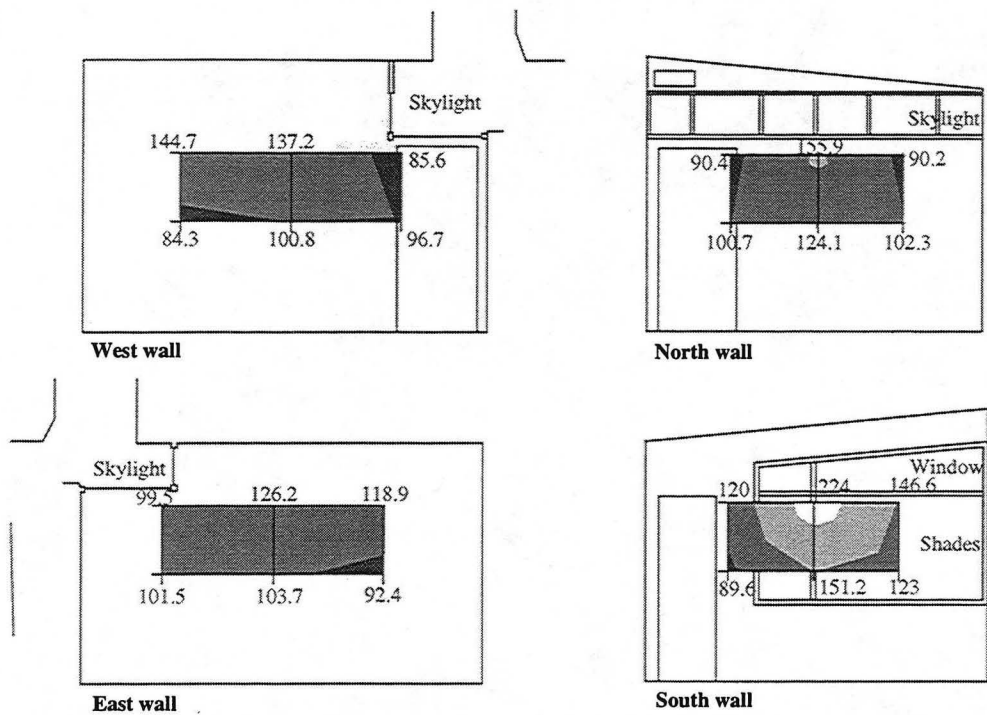 Skylight
144.7 137.2
85.6
84.3 100.8 96.7
West wall
Skylight
155.9
90.4 90.2
100.7 124.1 102.3
North wall
Skylight
99.5 126.2 118.9
101.5 103.7 92.4
East wall
Window
120 224 146.6
Shades
89.6 151.2 123
South wall